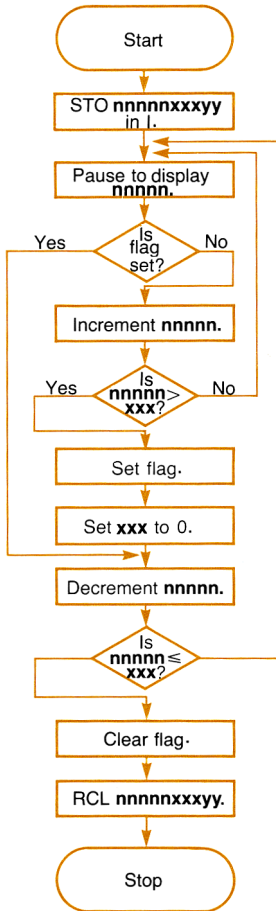 Start
STO nnnnnxxxyy
in I.
Pause to display
nnnnn.
Yes
Is
flag
set?
No
Increment nnnnn.
Yes
Is
nnnnn>
xxx?
No
Set flag.
Set xxx to 0.
Decrement nnnnn.
Is
nnnnn≤
xxx?
Clear flag.
RCL nnnnnxxxyy.
Stop